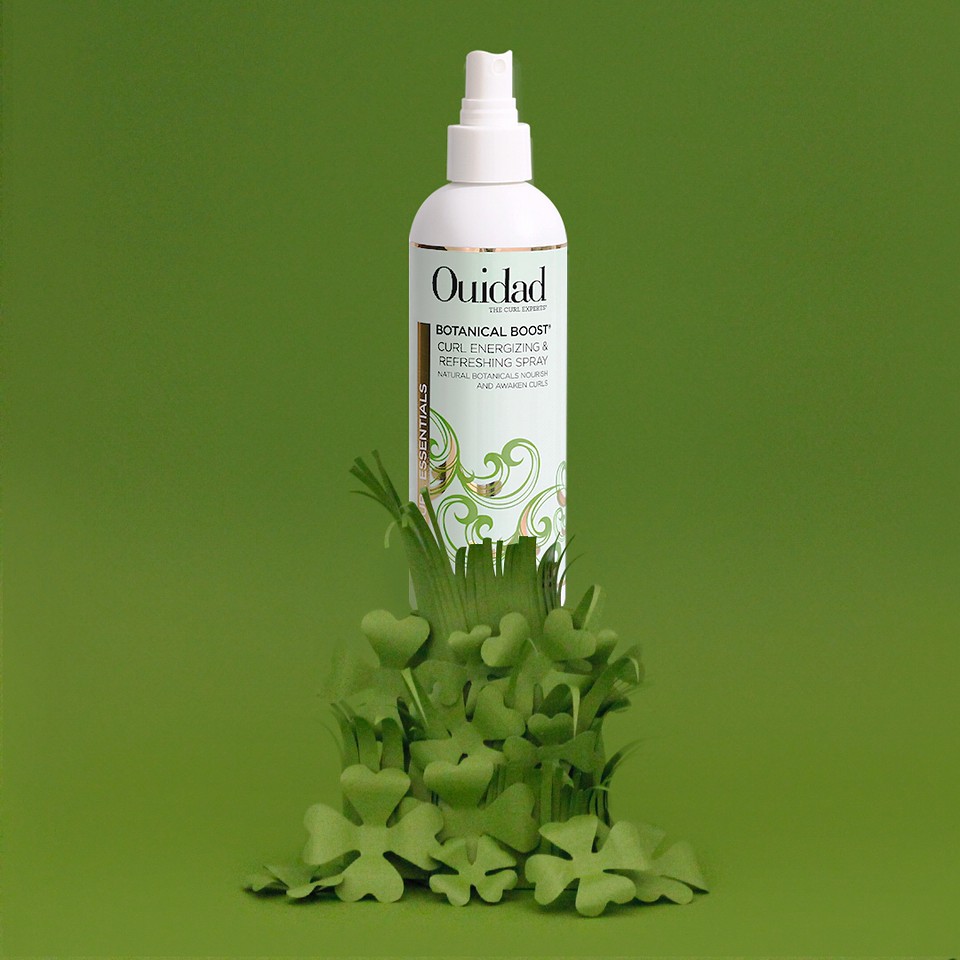 Ouidad
THE CURL EXPERTS®
BOTANICAL BOOST®
CURL ENERGIZING &
REFRESHING SPRAY
NATURAL BOTANICALS NOURISH
AND AWAKEN CURLS
ESSENTIALS